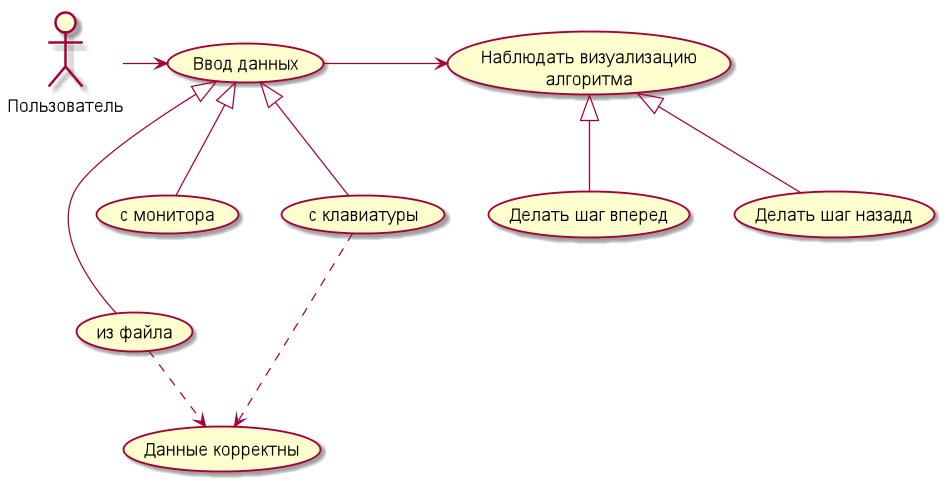 Пользователь
Ввод данных
Наблюдать визуализацию
алгоритма
с монитора
с клавиатуры
Делать шаг вперед
Делать шаг назадд
из файла
Данные корректны